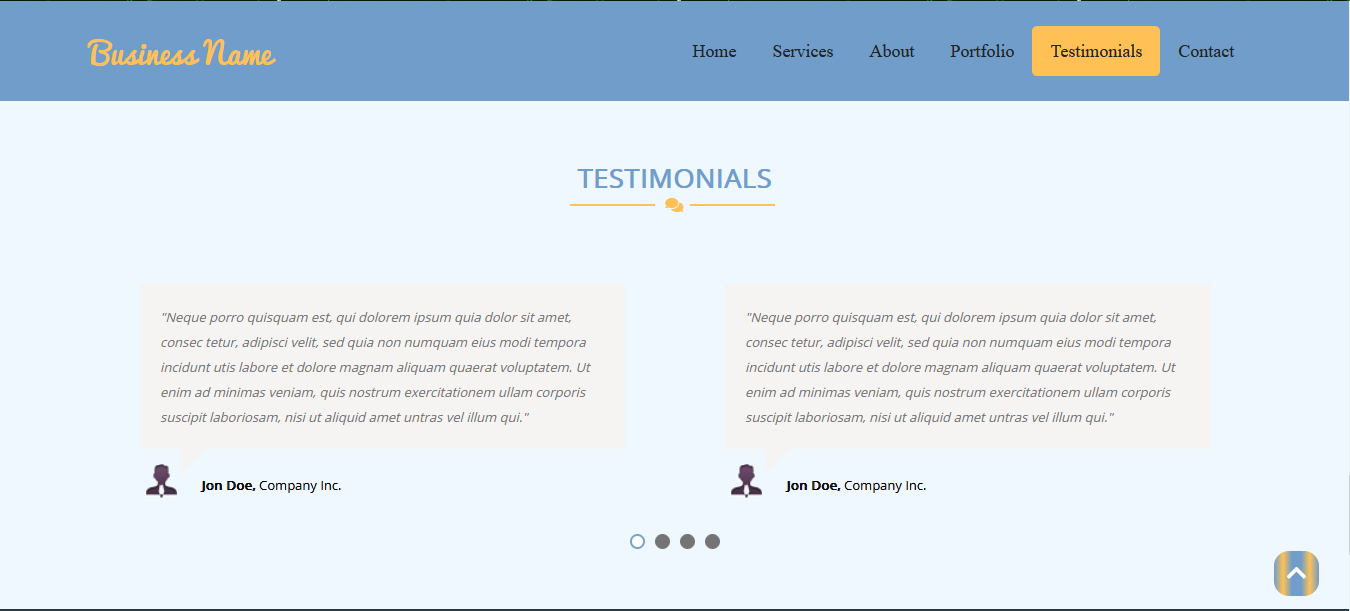 Business Name
Home Services About Portfolio Testimonials Contact
TESTIMONIALS
"Neque porro quisquam est, qui dolorem ipsum quia dolor sit amet,
consec tetur, adipisci velit, sed quia non numquam eius modi tempora
incidunt utis labore et dolore magnam aliquam quaerat voluptatem. Ut
enim ad minimas veniam, quis nostrum exercitationem ullam corporis
suscipit laboriosam, nisi ut aliquid amet untras vel illum qui."
Jon Doe, Company Inc.
"Neque porro quisquam est, qui dolorem ipsum quia dolor sit amet,
consec tetur, adipisci velit, sed quia non numquam eius modi tempora
incidunt utis labore et dolore magnam aliquam quaerat voluptatem. Ut
enim ad minimas veniam, quis nostrum exercitationem ullam corporis
suscipit laboriosam, nisi ut aliquid amet untras vel illum qui."
Jon Doe, Company Inc.